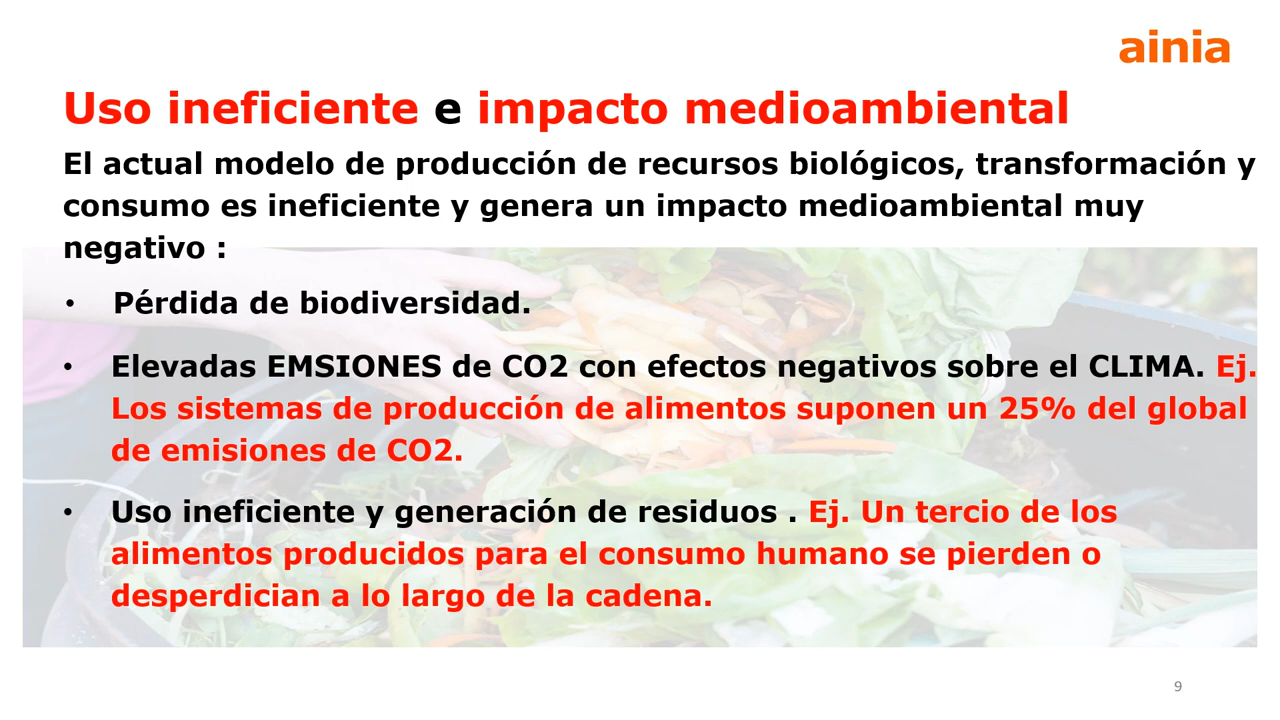 ainia
Uso ineficiente e impacto medioambiental
El actual modelo de producción de recursos biológicos, transformación y
consumo es ineficiente y genera un impacto medioambiental muy
negativo :
• Pérdida de biodiversidad.
• Elevadas EMSIONES de CO2 con efectos negativos sobre el CLIMA. Ej.
Los sistemas de producción de alimentos suponen un 25% del global
de emisiones de CO2.
• Uso ineficiente y generación de residuos . Ej. Un tercio de los
alimentos producidos para el consumo humano se pierden o
desperdician a lo largo de la cadena.
9